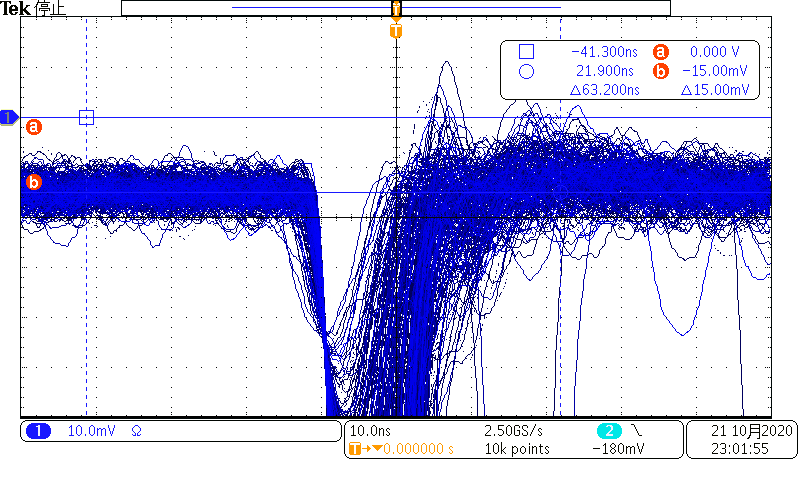 Tek 停止
T
T
−41.300ns a 0.000 V
21.900ns b −15.00mV
△63.200ns △15.00mV
1
a
b
1 10.0mV Ω
10.0ns 2.50GS/s 2
T→▼0.000000 s 10k points −180mV
21 10月2020
23:01:55